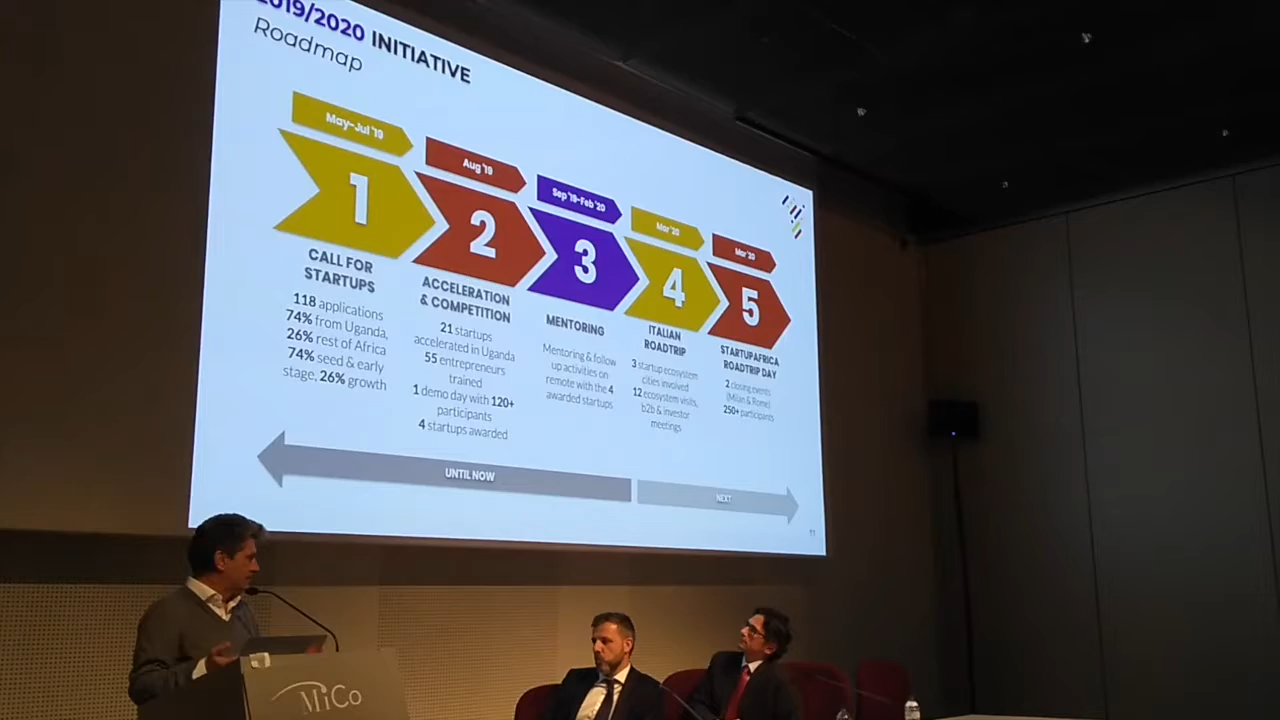 2019/2020 INITIATIVE
Roadmap
May-Jul '19
1
CALL FOR
STARTUPS
118 applications
74% from Uganda,
26% rest of Africa
74% seed & early
stage, 26% growth
Aug '19
2
ACCELERATION
& COMPETITION
21 startups
accelerated in Uganda
55 entrepreneurs
trained
1 demo day with 120+
participants
4 startups awarded
Sep '19-Feb '20
3
MENTORING
Mentoring & follow
up activities on
remote with the 4
awarded startups
Mar '20
4
ITALIAN
ROADTRIP
3 startup ecosystem
cities involved
12 ecosystem visits,
b2b & investor
meetings
Mar '20
5
STARTUPAFRICA
ROADTRIP DAY
2 closing events
(Milan & Rome)
250+ participants
UNTIL NOW
NEXT
MiCo